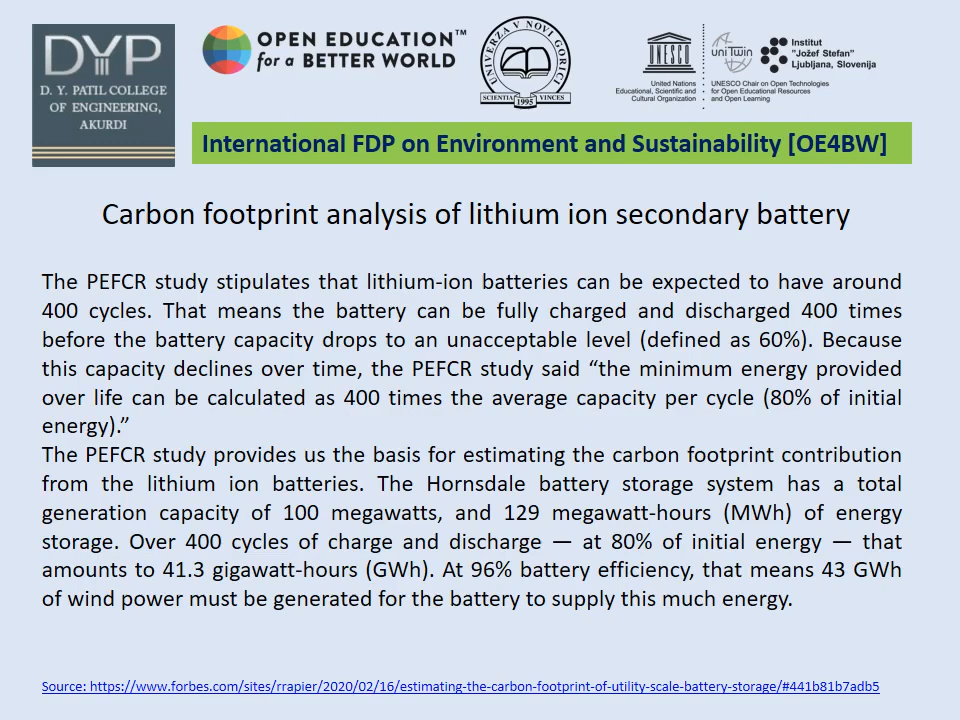 DYP
D. Y. PATIL COLLEGE
OF ENGINEERING,
AKURDI
OPEN EDUCATION™
for a BETTER WORLD
UNIVERZA V NOVI GORICI
SCIENTIA VINCES
1995
UNESCO
United Nations
Educational, Scientific and
Cultural Organization
uniTwin
Institut
"Jožef Stefan"
Ljubljana, Slovenija
UNESCO Chair on Open Technologies
for Open Educational Resources
and Open Learning
International FDP on Environment and Sustainability [OE4BW]
Carbon footprint analysis of lithium ion secondary battery
The PEFCR study stipulates that lithium-ion batteries can be expected to have around
400 cycles. That means the battery can be fully charged and discharged 400 times
before the battery capacity drops to an unacceptable level (defined as 60%). Because
this capacity declines over time, the PEFCR study said “the minimum energy provided
over life can be calculated as 400 times the average capacity per cycle (80% of initial
energy).”
The PEFCR study provides us the basis for estimating the carbon footprint contribution
from the lithium ion batteries. The Hornsdale battery storage system has a total
generation capacity of 100 megawatts, and 129 megawatt-hours (MWh) of energy
storage. Over 400 cycles of charge and discharge — at 80% of initial energy — that
amounts to 41.3 gigawatt-hours (GWh). At 96% battery efficiency, that means 43 GWh
of wind power must be generated for the battery to supply this much energy.
Source: https://www.forbes.com/sites/rrapier/2020/02/16/estimating-the-carbon-footprint-of-utility-scale-battery-storage/#441b81b7adb5